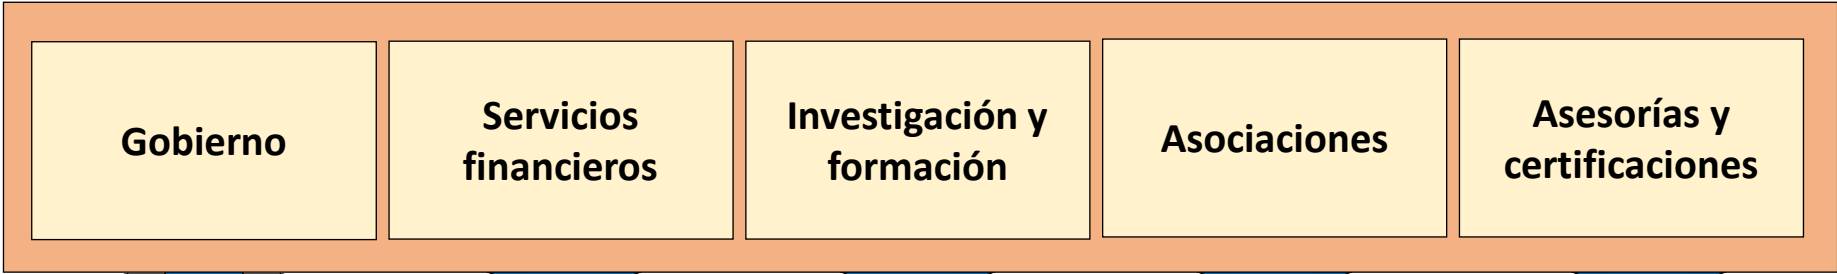 Gobierno
Servicios
financieros
Investigación y
formación
Asociaciones
Asesorías y
certificaciones